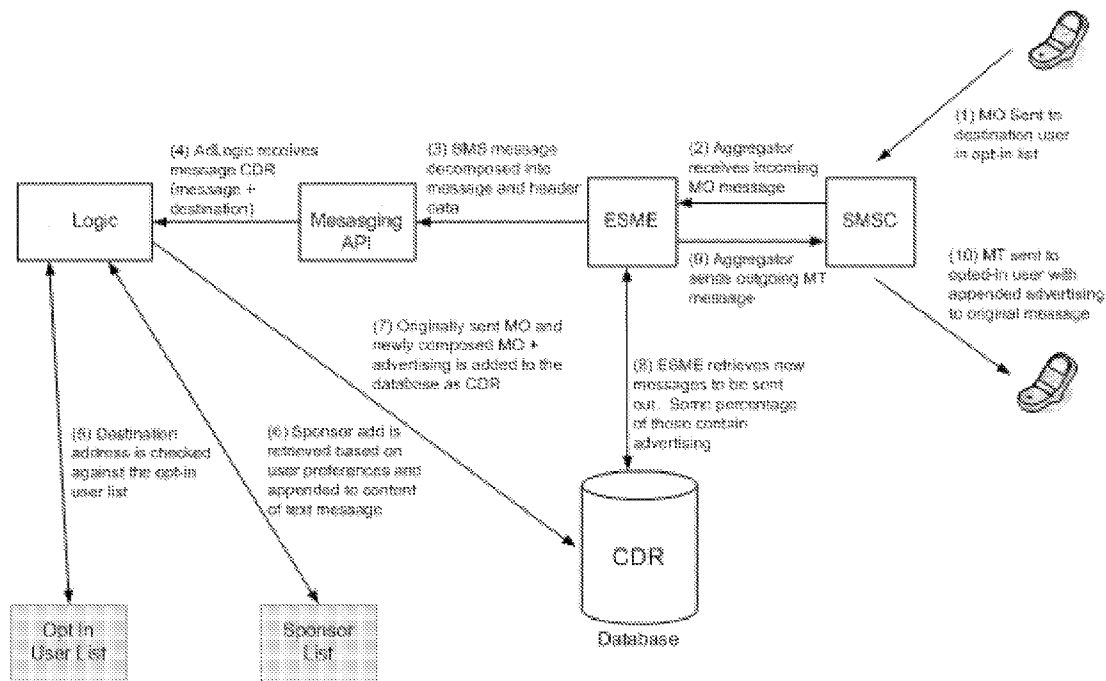 (1) MO Sent to
destination user
in opt-in list
(2) Aggregator
receives incoming
MO message
(3) SMS message
decomposed into
message and header
data
(4) AdLogic receives
message CDR
(message +
destination)
Logic
Messaging
API
ESME
SMSC
(9) Aggregator
sends outgoing MT
message
(10) MT sent to
opted-in user with
appended advertising
to original message
(7) Originally sent MO and
newly composed MO +
advertising is added to the
database as CDR
(8) ESME retrieves new
messages to be sent
out. Some percentage
of those contain
advertising
(5) Destination
address is checked
against the opt-in
user list
(6) Sponsor add is
retrieved based on
user preferences and
appended to content
of text message
CDR
Database
Opt In
User List
Sponsor
List